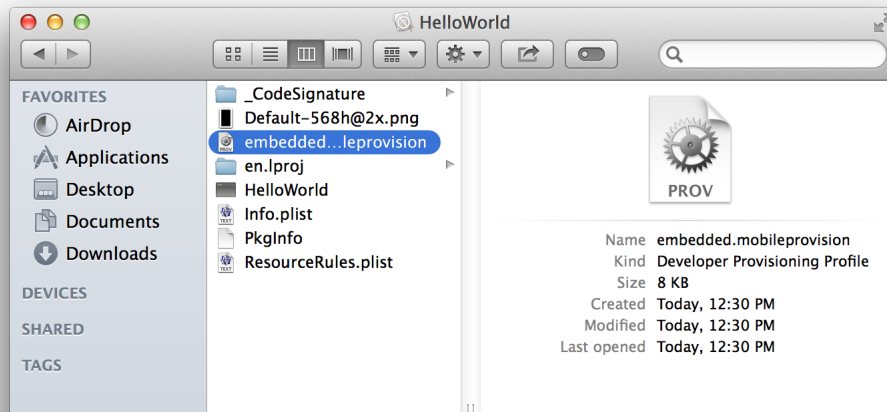 HelloWorld
FAVORITES
AirDrop
Applications
Desktop
Documents
Downloads
DEVICES
SHARED
TAGS
_CodeSignature
Default-568h@2x.png
embedded...leprovision
en.lproj
HelloWorld
Info.plist
PkgInfo
ResourceRules.plist
PROV
Name embedded.mobileprovision
Kind Developer Provisioning Profile
Size 8 KB
Created Today, 12:30 PM
Modified Today, 12:30 PM
Last opened Today, 12:30 PM